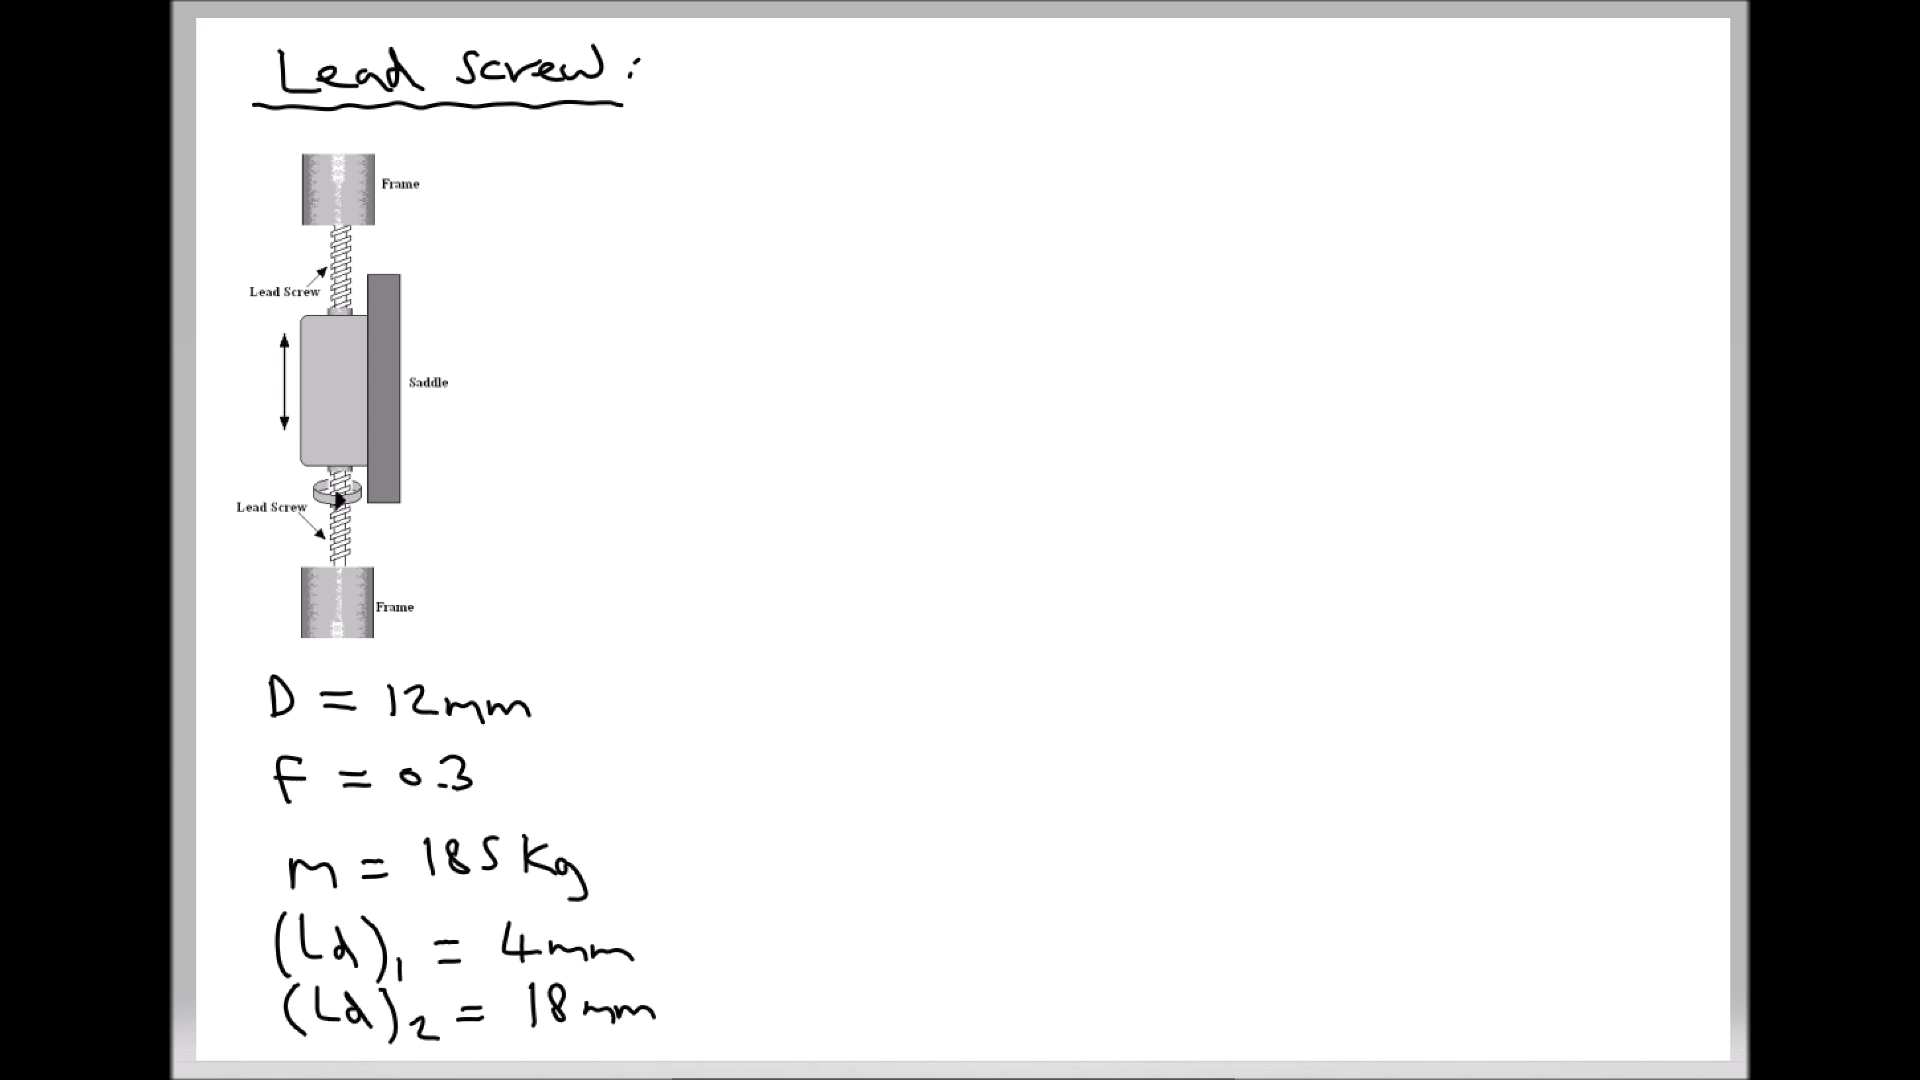 Lead screw:
Frame
Lead Screw
Saddle
Lead Screw
Frame
D = 12mm
F = 0.3
m = 185 Kg
(Ld)₁ = 4mm
(Ld)₂ = 18mm